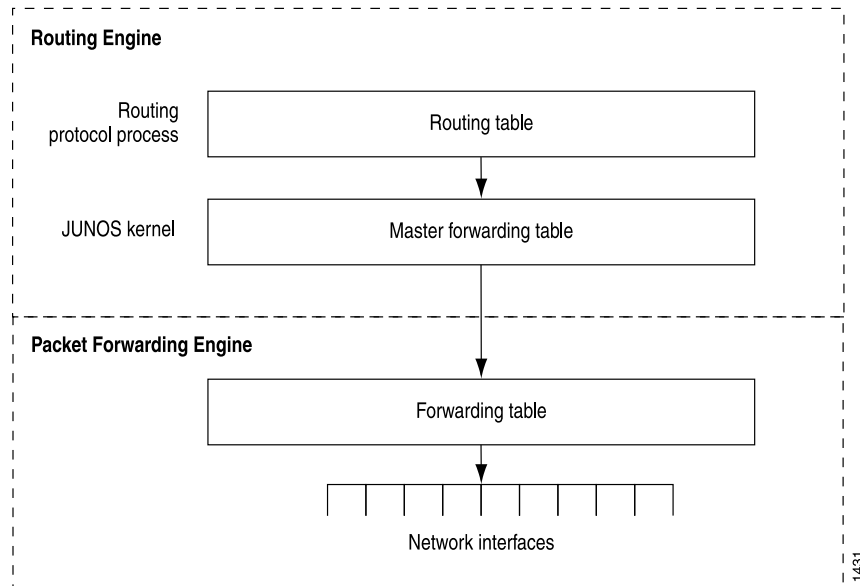 Routing Engine
Routing
protocol process
Routing table
JUNOS kernel
Master forwarding table
Packet Forwarding Engine
Forwarding table
Network interfaces
1431